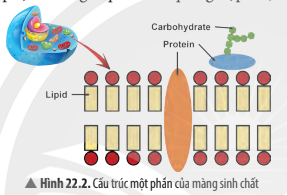 Carbohydrate
Protein
Lipid
▲ Hình 22.2. Cấu trúc một phần của màng sinh chất